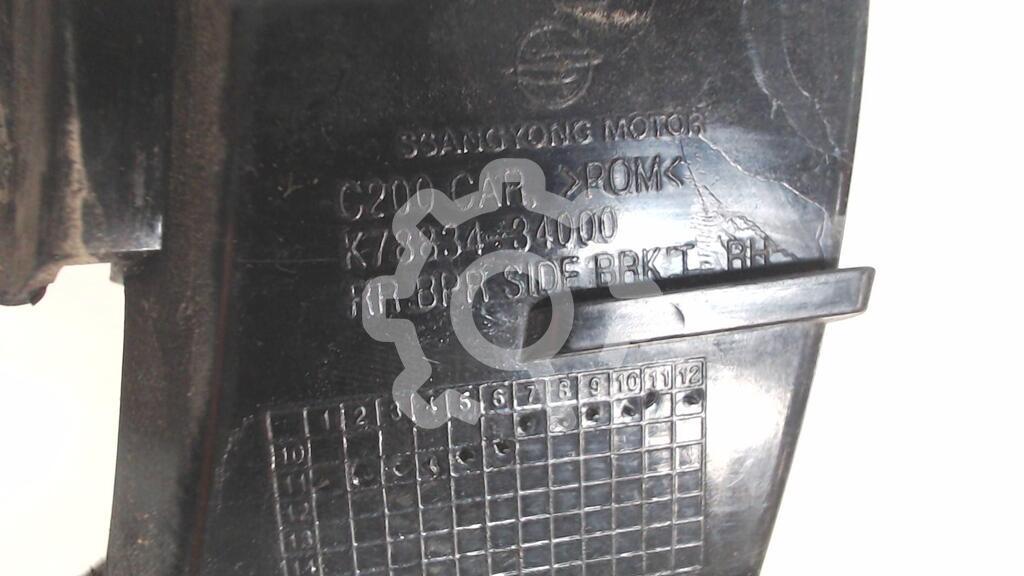 SSANGYONG MOTOR
C200 CAR >POM<
K78834-34000
RR BPR SIDE BRK'T- RH
1 2 3 4 5 6 7 8 9 10 11 12
10
11
12
13